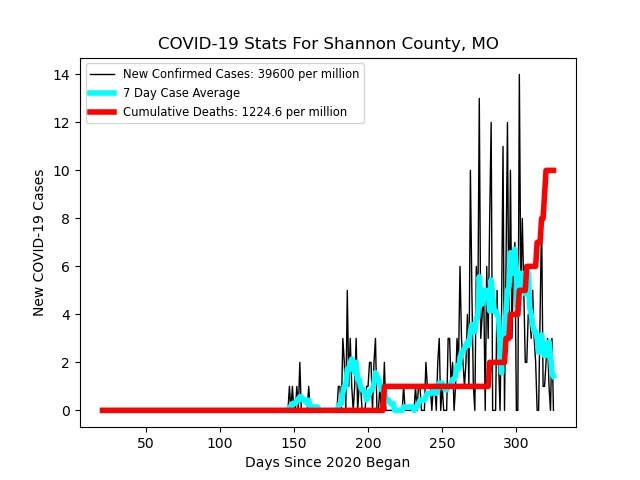 COVID-19 Stats For Shannon County, MO
New Confirmed Cases: 39600 per million
7 Day Case Average
Cumulative Deaths: 1224.6 per million
New COVID-19 Cases
14
12
10
8
6
4
2
0
50 100 150 200 250 300
Days Since 2020 Began